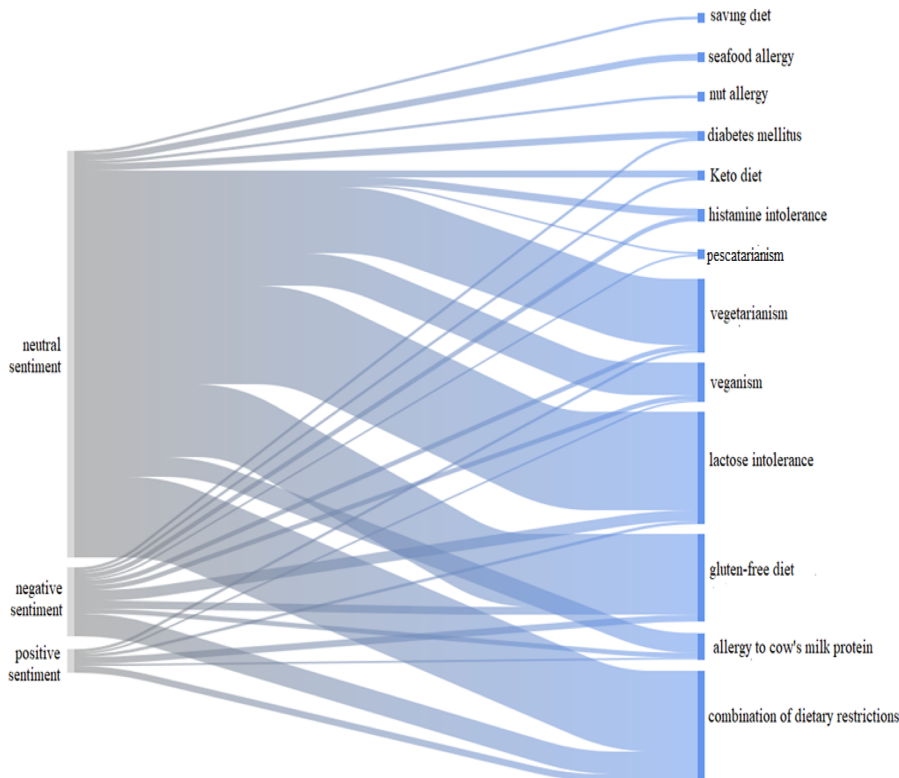 saving diet
seafood allergy
nut allergy
diabetes mellitus
Keto diet
histamine intolerance
pescatarianism
vegetarianism
neutral
sentiment
veganism
lactose intolerance
gluten-free diet
negative
sentiment
allergy to cow's milk protein
positive
sentiment
combination of dietary restrictions